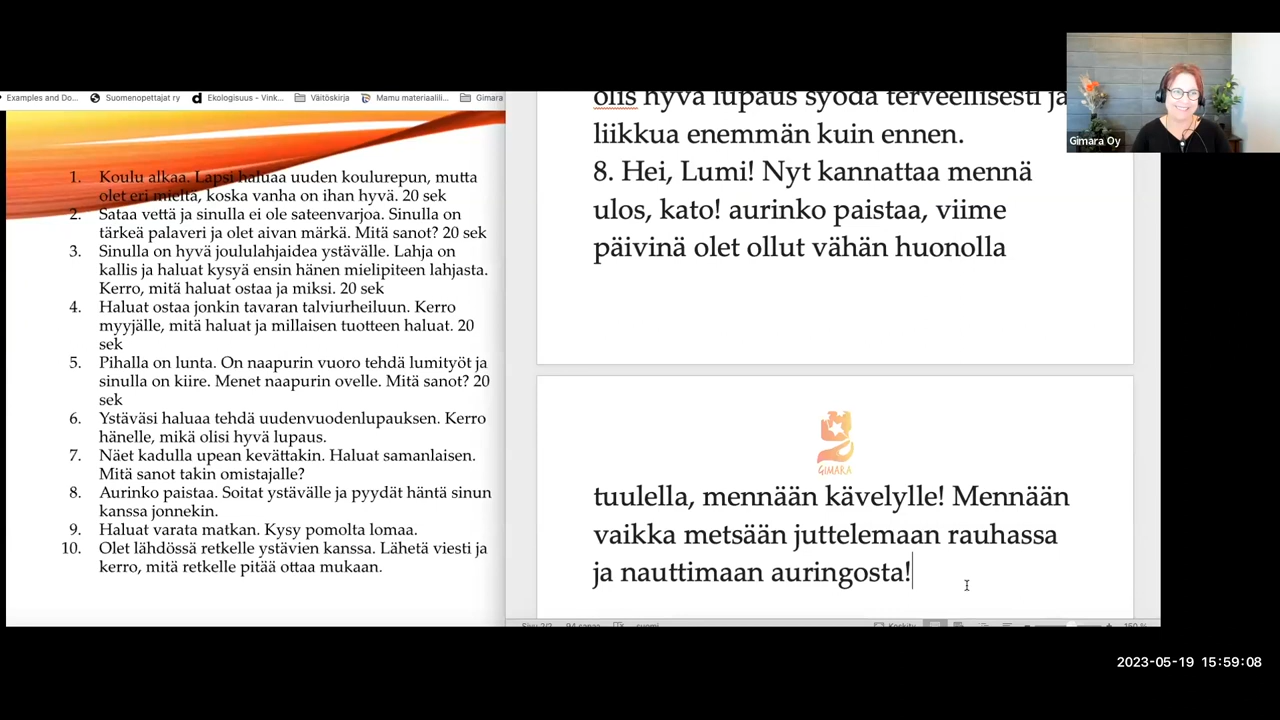 Examples and Do...
Suomenopettajat ry
Ekologisuus - Vink...
Väitöskirja
Mamu materiaalili...
Gimara
1. Koulu alkaa. Lapsi haluaa uuden koulurepun, mutta
olet eri mieltä, koska vanha on ihan hyvä. 20 sek
2. Sataa vettä ja sinulla ei ole sateenvarjoa. Sinulla on
tärkeä palaveri ja olet aivan märkä. Mitä sanot? 20 sek
3. Sinulla on hyvä joululahjaidea ystävälle. Lahja on
kallis ja haluat kysyä ensin hänen mielipiteen lahjasta.
Kerro, mitä haluat ostaa ja miksi. 20 sek
4. Haluat ostaa jonkin tavaran talviurheiluun. Kerro
myyjälle, mitä haluat ja millaisen tuotteen haluat. 20
sek
5. Pihalla on lunta. On naapurin vuoro tehdä lumityöt ja
sinulla on kiire. Menet naapurin ovelle. Mitä sanot? 20
sek
6. Ystäväsi haluaa tehdä uudenvuodenlupauksen. Kerro
hänelle, mikä olisi hyvä lupaus.
7. Näet kadulla upean kevättakin. Haluat samanlaisen.
Mitä sanot takin omistajalle?
8. Aurinko paistaa. Soitat ystävälle ja pyydät häntä sinun
kanssa jonnekin.
9. Haluat varata matkan. Kysy pomolta lomaa.
10. Olet lähdössä retkelle ystävien kanssa. Lähetä viesti ja
kerro, mitä retkelle pitää ottaa mukaan.
olis hyvä lupaus syödä terveellisesti ja
liikkua enemmän kuin ennen.
8. Hei, Lumi! Nyt kannattaa mennä
ulos, kato! aurinko paistaa, viime
päivinä olet ollut vähän huonolla
GIMARA
tuulella, mennään kävelylle! Mennään
vaikka metsään juttelemaan rauhassa
ja nauttimaan auringosta!
Gimara Oy
2023-05-19 15:59:08